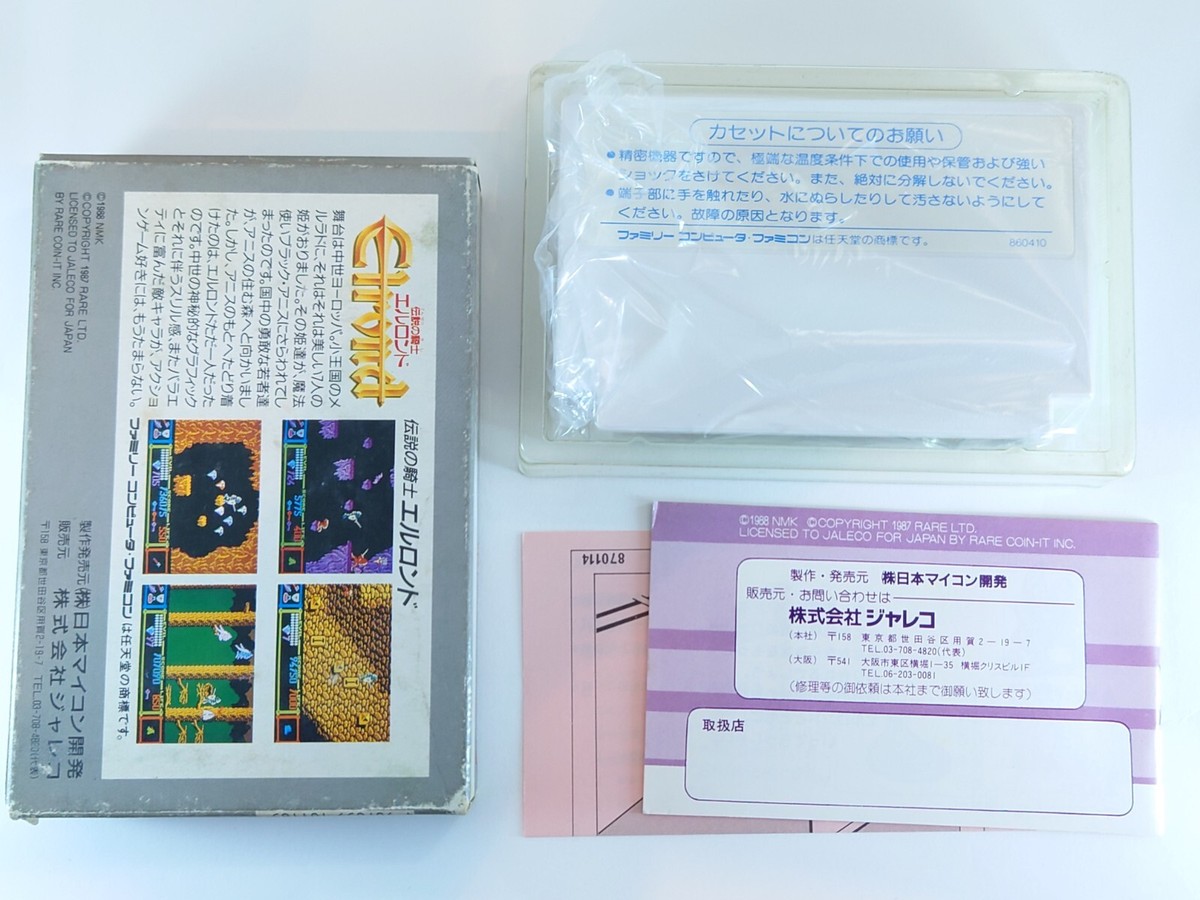 ©1988 NMK
©COPYRIGHT 1987 RARE LTD.
LICENSED TO JALECO FOR JAPAN
BY RARE COIN-IT INC.
製作発売元 (株)日本マイコン開発
販売元 株式会社ジャレコ
〒158 東京都世田谷区用賀2-19-7 TEL.03-708-4820(代表)
伝説の騎士
エルロンド
舞台は中世ヨーロッパ。小王国のメ
ルラドに、それはそれは美しい7人の
姫がおりました。その姫達が、魔法
使いブラック・アニスにさらわれてし
まったのです。国中の勇敢な若者達
が、アニスの住む森へと向かいまし
た。しかし、アニスのもとへたどり着
けたのは、エルロンドただ一人だった
のです。中世の神秘的なグラフィック
とそれに伴うスリル感、またバラエ
ティに富んだ敵キャラが、アクショ
ンゲーム好きには、もうたまらない。
伝説の騎士 エルロンド
ファミリー コンピュータ・ファミコン は任天堂の商標です。
カセットについてのお願い
●精密機器ですので、極端な温度条件下での使用や保管および強い
ショックをさけてください。また、絶対に分解しないでください。
●端子部に手を触れたり、水にぬらしたりして汚さないようにして
ください。故障の原因となります。
ファミリー コンピュータ・ファミコンは任天堂の商標です。 860410
870114
©1988 NMK ©COPYRIGHT 1987 RARE LTD.
LICENSED TO JALECO FOR JAPAN BY RARE COIN-IT INC.
製作・発売元 株日本マイコン開発
販売元・お問い合わせは
株式会社 ジャレコ
(本社) 〒158 東京都世田谷区用賀2-19-7
TEL.03-708-4820(代表)
(大阪) 〒541 大阪市東区横堀1-35 横堀クリスビル1F
TEL.06-203-0081
(修理等の御依頼は本社まで御願い致します)
取扱店